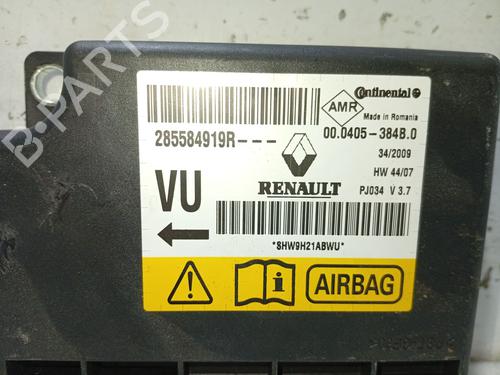 B-PARTS
Continental
AMR
Made in Romania
285584919R---
00.0405-384B.0
34/2009
HW 44/07
VU
RENAULT
PJ034 V 3.7
*SHW9H21ABWU*
i
AIRBAG